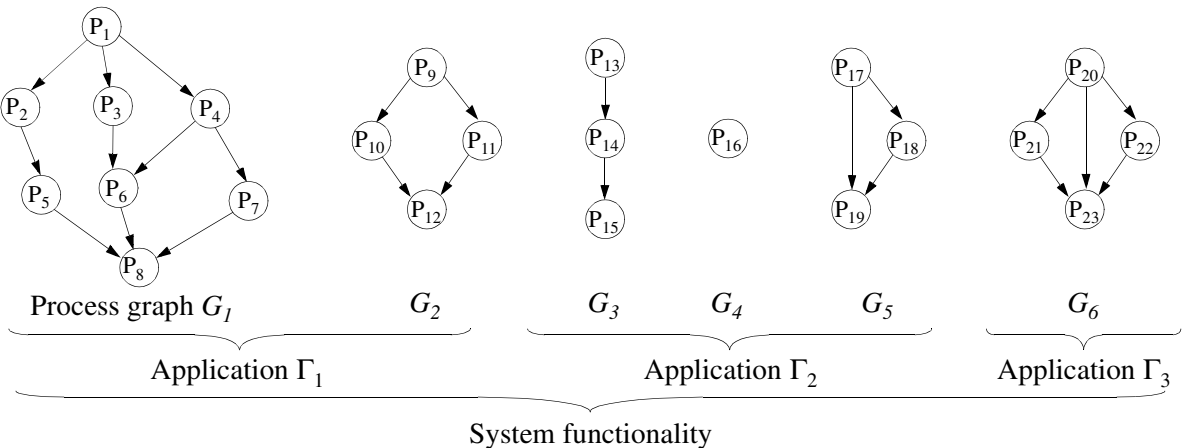 P1
P2
P3
P4
P5
P6
P7
P8
P9
P10
P11
P12
P13
P14
P15
P16
P17
P18
P19
P20
P21
P22
P23
Process graph G1
G2
G3
G4
G5
G6
Application Γ1
Application Γ2
Application Γ3
System functionality